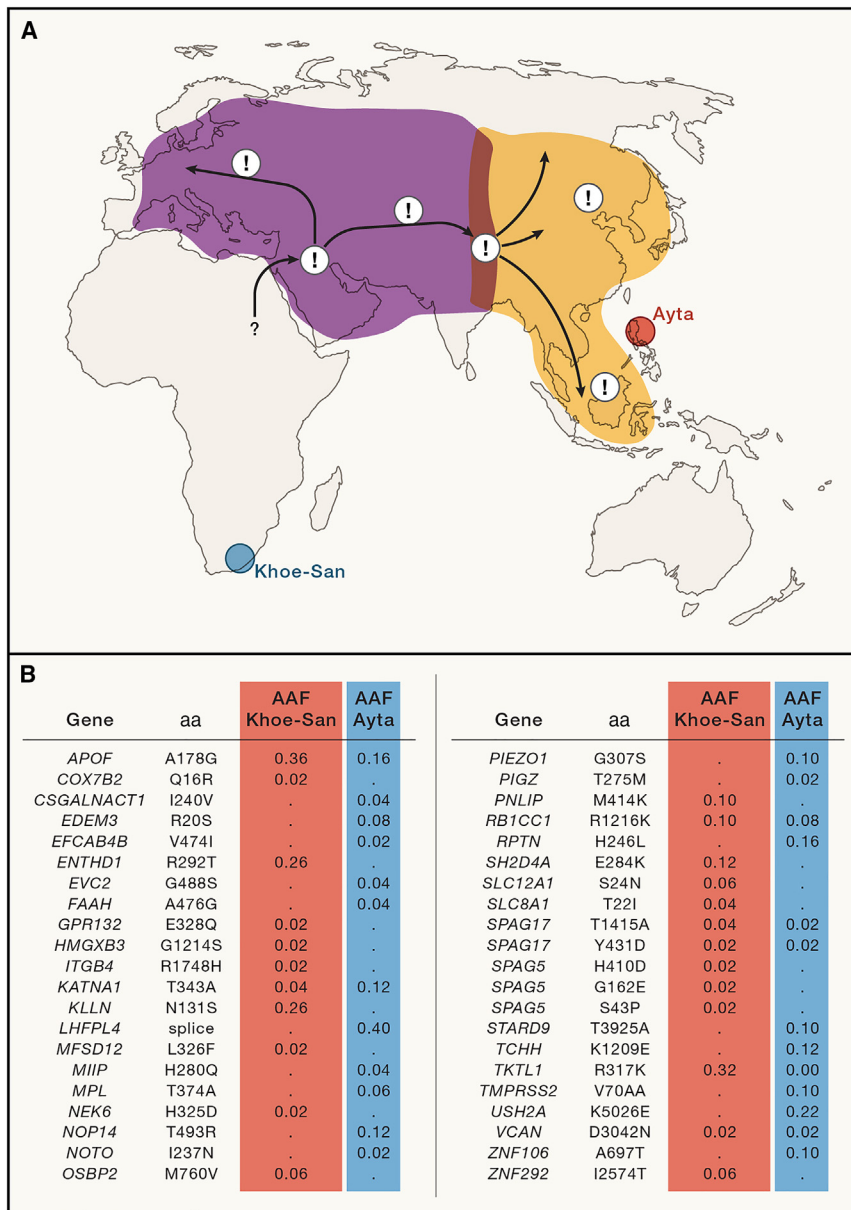 A
!
!
!
!
!
?
Ayta
!
Khoe-San
B
Gene aa AAF Khoe-San AAF Ayta
APOF A178G 0.36 0.16
COX7B2 Q16R 0.02 .
CSGALNACT1 I240V . 0.04
EDEM3 R20S . 0.08
EFCAB4B V474I . 0.02
ENTHD1 R292T 0.26 .
EVC2 G488S . 0.04
FAAH A476G . 0.04
GPR132 E328Q 0.02 .
HMGXB3 G1214S 0.02 .
ITGB4 R1748H 0.02 .
KATNA1 T343A 0.04 0.12
KLLN N131S 0.26 .
LHFPL4 splice . 0.40
MFSD12 L326F 0.02 .
MIIP H280Q . 0.04
MPL T374A . 0.06
NEK6 H325D 0.02 .
NOP14 T493R . 0.12
NOTO I237N . 0.02
OSBP2 M760V 0.06 .
Gene aa AAF Khoe-San AAF Ayta
PIEZO1 G307S . 0.10
PIGZ T275M . 0.02
PNLIP M414K 0.10 .
RB1CC1 R1216K 0.10 0.08
RPTN H246L . 0.16
SH2D4A E284K 0.12 .
SLC12A1 S24N 0.06 .
SLC8A1 T22I 0.04 .
SPAG17 T1415A 0.04 0.02
SPAG17 Y431D 0.02 0.02
SPAG5 H410D 0.02 .
SPAG5 G162E 0.02 .
SPAG5 S43P 0.02 .
STARD9 T3925A . 0.10
TCHH K1209E . 0.12
TKTL1 R317K 0.32 0.00
TMPRSS2 V70AA . 0.10
USH2A K5026E . 0.22
VCAN D3042N 0.02 0.02
ZNF106 A697T . 0.10
ZNF292 I2574T 0.06 .